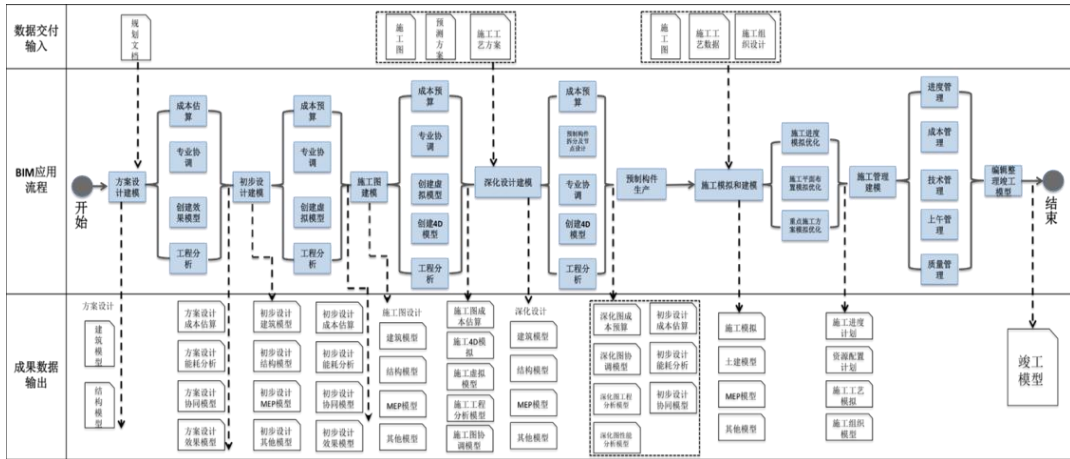 数据交付
输入
规划文档
施工图
预测方案
施工工艺方案
施工图
施工工艺数据
施工组
织设计
BIM应用
流程
开始
方案设
计建模
成本估
算
专业协
调
创建效
果模型
工程分
析
初步设
计建模
成本预
算
专业协
调
创建虚
拟模型
工程分
析
施工图
建模
成本预
算
专业协
调
创建虚
拟模型
创建4D
模型
工程分
析
深化设计建模
成本预
算
预制构件
拆分及节
点设计
专业协
调
创建4D
模型
工程分
析
预制构件
生产
施工模拟和建模
施工进度
模拟优化
施工平面布
置模拟优化
重点施工方
案模拟优化
施工管理
建模
进度管
理
成本管
理
技术管
理
上午管
理
质量管
理
编辑整
理竣工
模型
结束
成果数据
输出
方案设计
建筑模型
结构模型
方案设计
成本估算
方案设计
能耗分析
方案设计
协同模型
方案设计
效果模型
初步设计
建筑模型
初步设计
结构模型
初步设计
MEP模型
初步设计
其他模型
初步设计
成本估算
初步设计
能耗分析
初步设计
协同模型
初步设计
效果模型
施工图设计
建筑模型
结构模型
MEP模型
其他模型
施工图成
本估算
施工4D模
拟
施工虚拟
模型
施工工程
分析模型
施工图协
调模型
深化设计
建筑模型
结构模型
MEP模型
其他模型
深化图成
本预算
深化图协
调模型
深化图工程
分析模型
深化图性能
分析模型
初步设计
成本估算
初步设计
能耗分析
初步设计
协同模型
施工模拟
土建模型
MEP模型
其他模型
施工进度
计划
资源配置
计划
施工工艺
模拟
施工组织
模型
竣工
模型